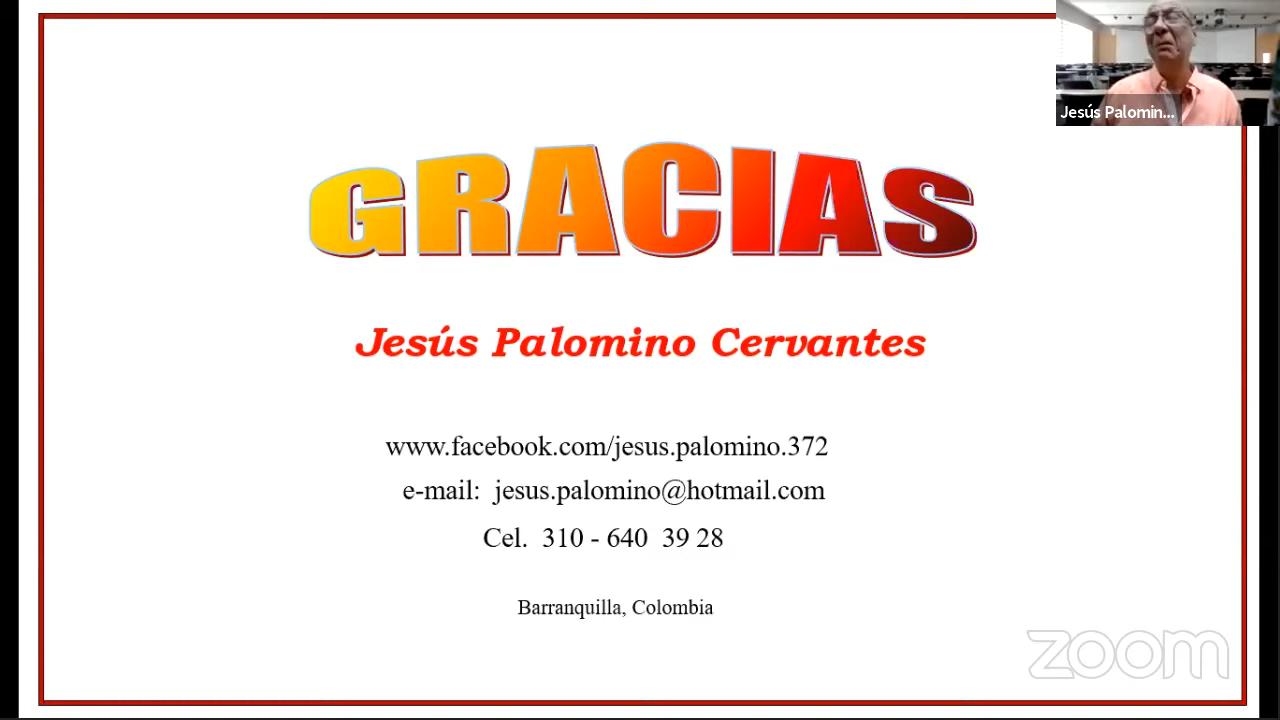 Jesús Palomin...
GRACIAS
Jesús Palomino Cervantes
www.facebook.com/jesus.palomino.372
e-mail:  jesus.palomino@hotmail.com
Cel.  310 - 640  39 28
Barranquilla, Colombia
zoom